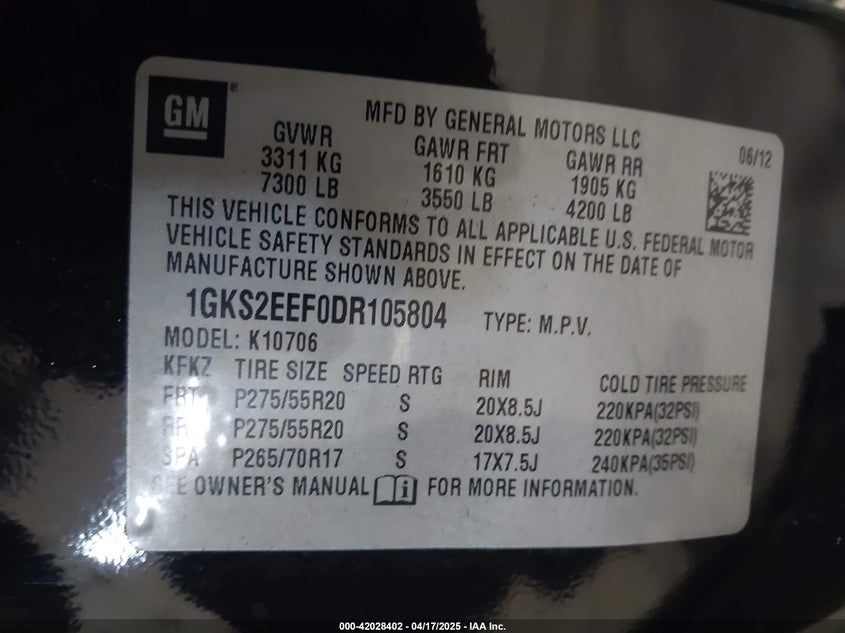 GM ®
MFD BY GENERAL MOTORS LLC
06/12
GVWR GAWR FRT GAWR RR
3311 KG 1610 KG 1905 KG
7300 LB 3550 LB 4200 LB
THIS VEHICLE CONFORMS TO ALL APPLICABLE U.S. FEDERAL MOTOR
VEHICLE SAFETY STANDARDS IN EFFECT ON THE DATE OF
MANUFACTURE SHOWN ABOVE.
1GKS2EEF0DR105804 TYPE: M.P.V.
MODEL: K10706
KFKZ TIRE SIZE SPEED RTG RIM COLD TIRE PRESSURE
FRT P275/55R20 S 20X8.5J 220KPA(32PSI)
RR P275/55R20 S 20X8.5J 220KPA(32PSI)
SPA P265/70R17 S 17X7.5J 240KPA(35PSI)
SEE OWNER'S MANUAL i FOR MORE INFORMATION.
000-42028402 - 04/17/2025 - IAA Inc.